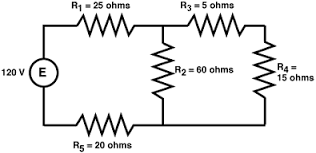 R1 = 25 ohms
R3 = 5 ohms
120 V
E
R2 = 60 ohms
R4 =
15 ohms
R5 = 20 ohms